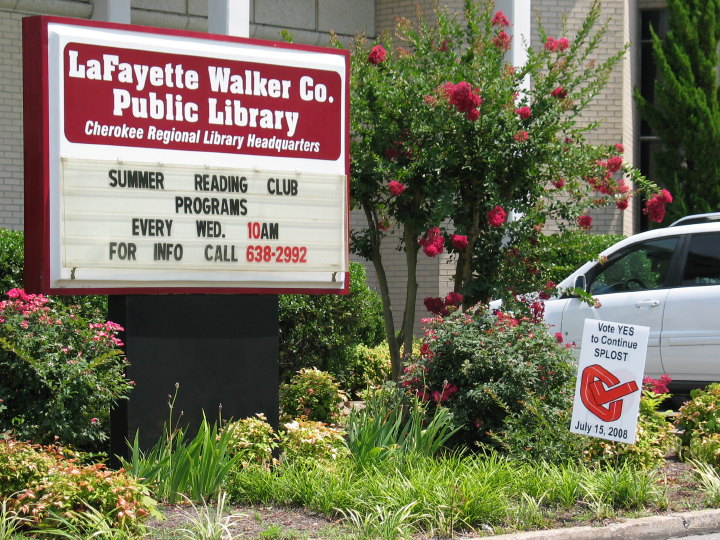 LaFayette Walker Co.
Public Library
Cherokee Regional Library Headquarters
SUMMER READING CLUB
PROGRAMS
EVERY WED. 10AM
FOR INFO CALL 638-2992
Vote YES
to Continue
SPLOST
July 15, 2008